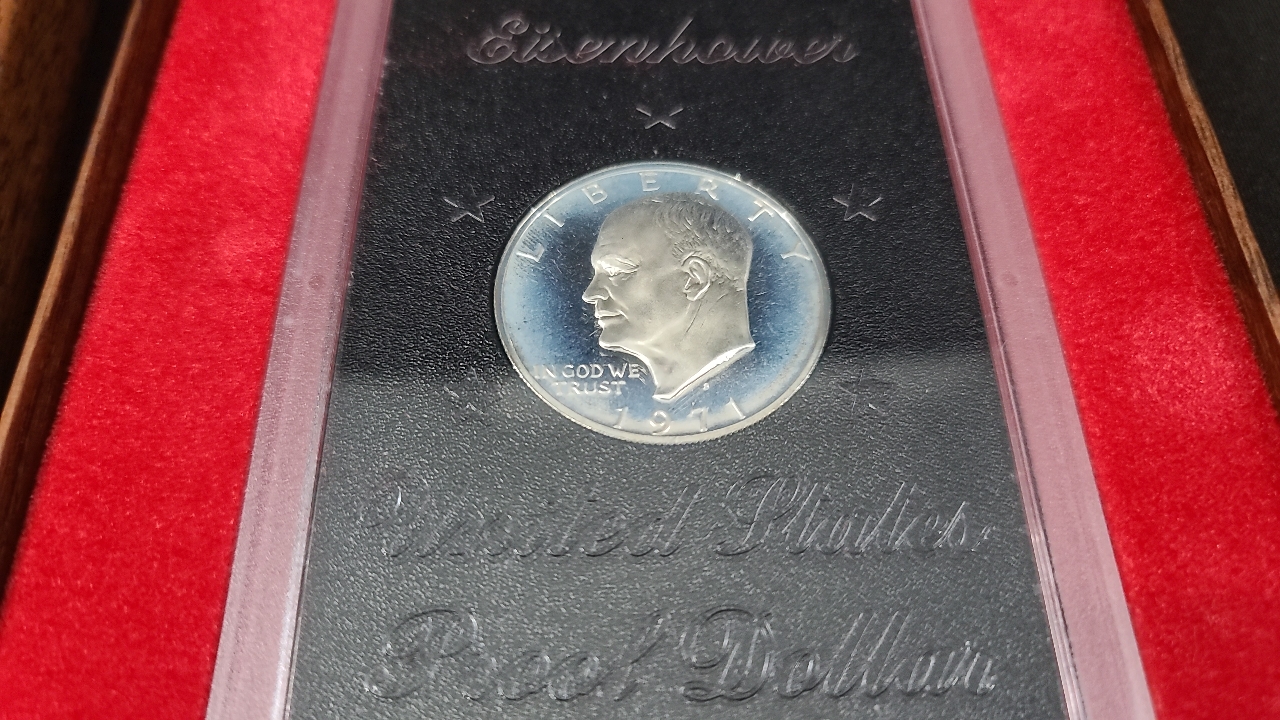 Eisenhower
LIBERTY
IN GOD WE
TRUST
S
1971
United States
Proof Dollar